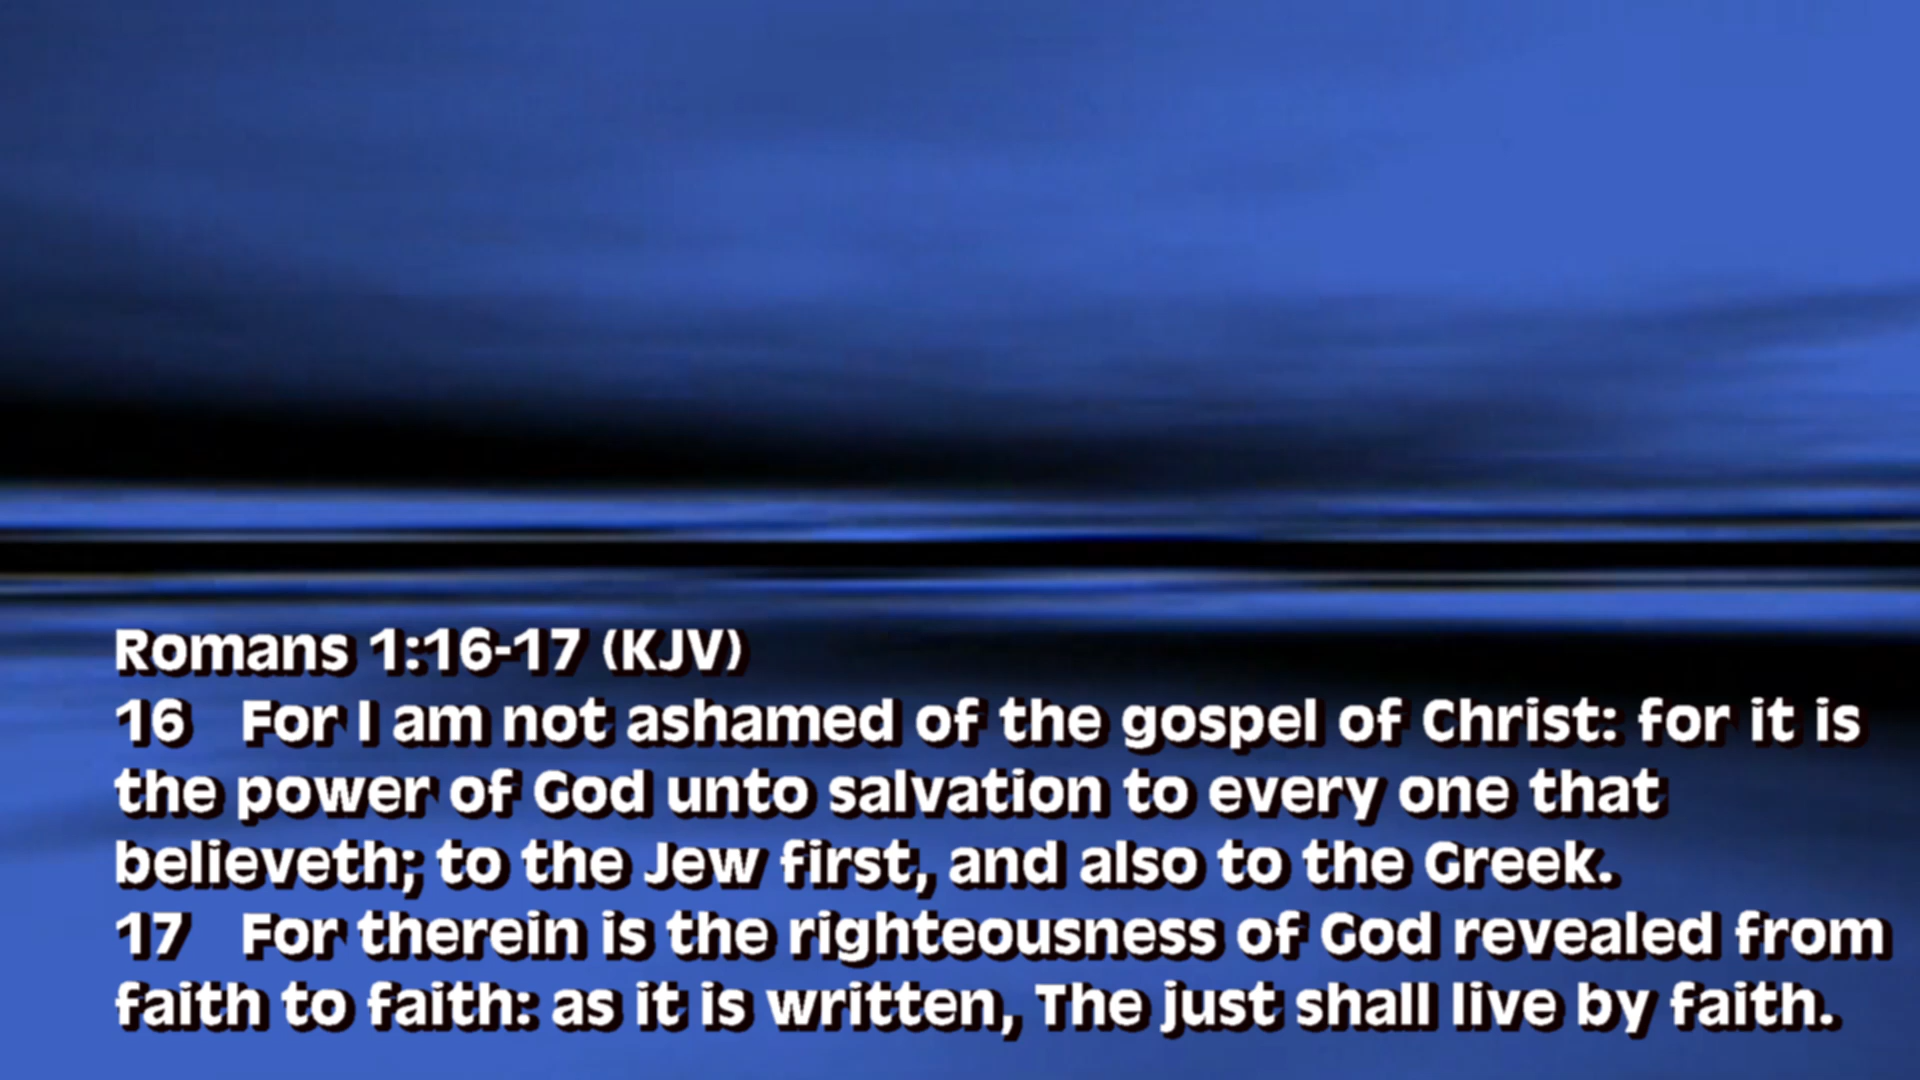 Romans 1:16-17 (KJV)
16 For I am not ashamed of the gospel of Christ: for it is
the power of God unto salvation to every one that
believeth; to the Jew first, and also to the Greek.
17 For therein is the righteousness of God revealed from
faith to faith: as it is written, The just shall live by faith.